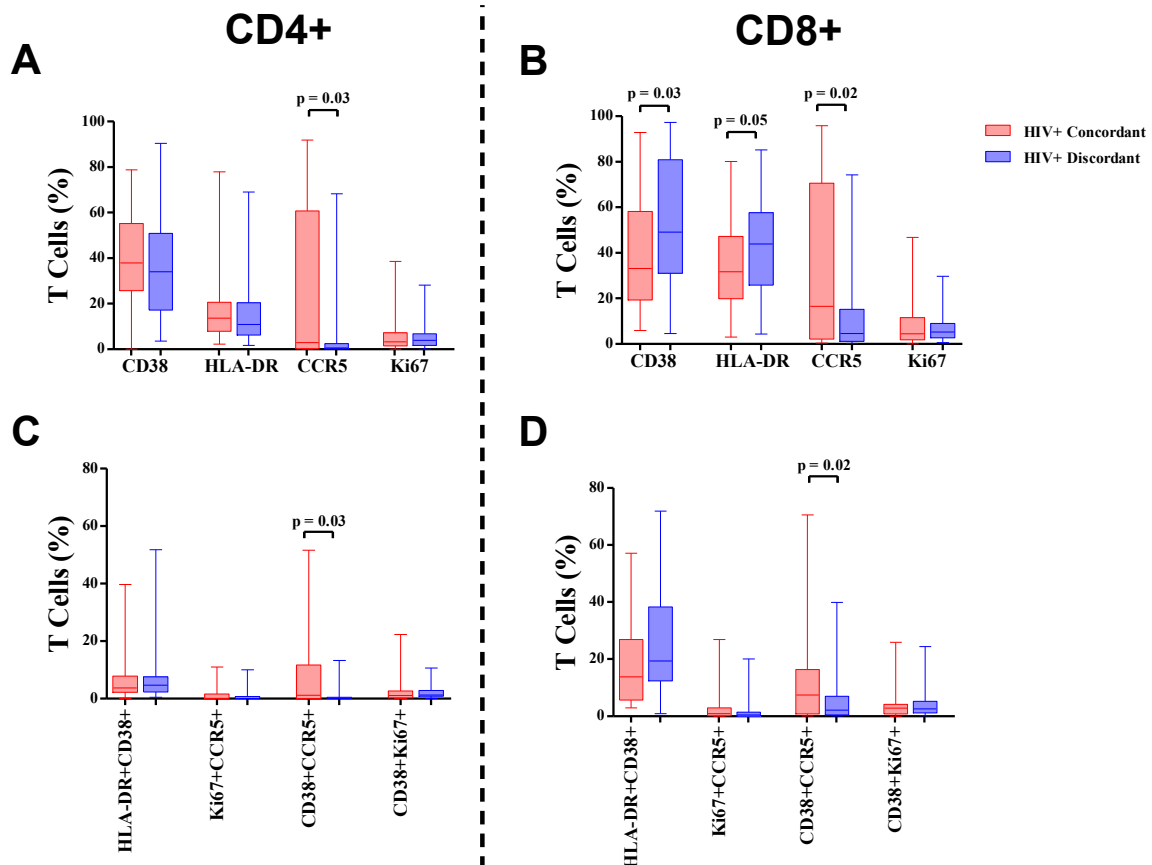 CD4+
CD8+
A
p = 0.03
T Cells (%)
100
80
60
40
20
0
CD38 HLA-DR CCR5 Ki67
B
p = 0.03
p = 0.05
p = 0.02
T Cells (%)
100
80
60
40
20
0
CD38 HLA-DR CCR5 Ki67
HIV+ Concordant
HIV+ Discordant
C
p = 0.03
T Cells (%)
80
60
40
20
0
HLA-DR+CD38+
Ki67+CCR5+
CD38+CCR5+
CD38+Ki67+
D
p = 0.02
T Cells (%)
80
60
40
20
0
HLA-DR+CD38+
Ki67+CCR5+
CD38+CCR5+
CD38+Ki67+